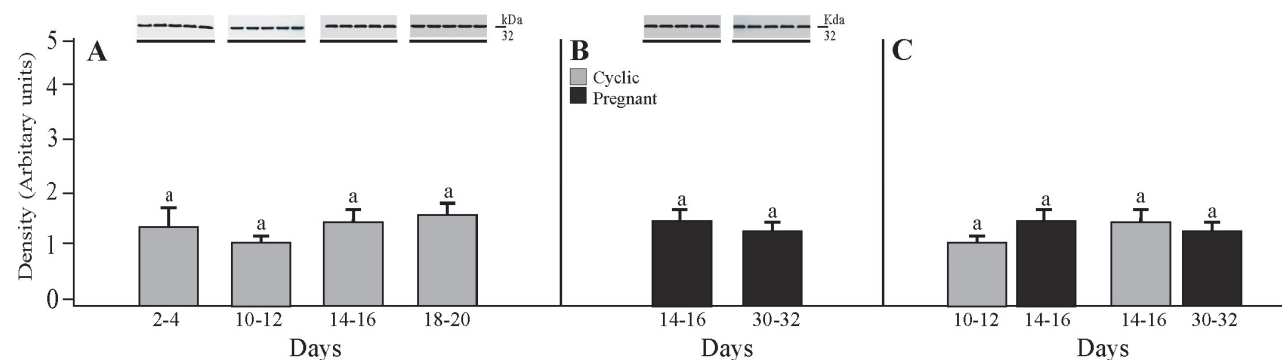 kDa
32
Kda
32
Density (Arbitary units)
5
4
3
2
1
0
A
a
a
a
a
2-4
10-12
14-16
18-20
Days
B
Cyclic
Pregnant
a
a
14-16
30-32
Days
C
a
a
a
a
10-12
14-16
14-16
30-32
Days